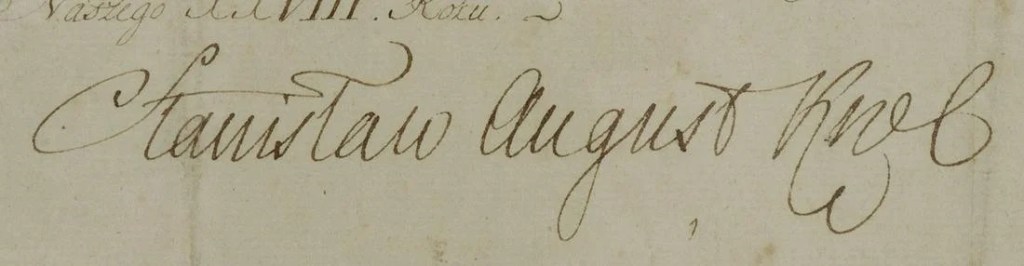 Naszego XXVIII. Roku.
Stanisław August Krol